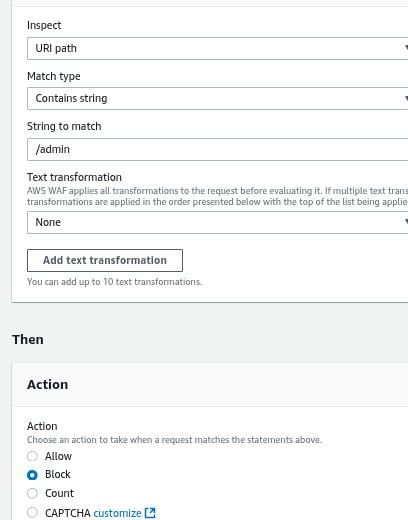 Inspect
URI path
Match type
Contains string
String to match
/admin
Text transformation
AWS WAF applies all transformations to the request before evaluating it. If multiple text
transformations are applied in the order presented below with the top of the list being
None
Add text transformation
You can add up to 10 text transformations.
Then
Action
Action
Choose an action to take when a request matches the statements above.
Allow
Block
Count
CAPTCHA customize